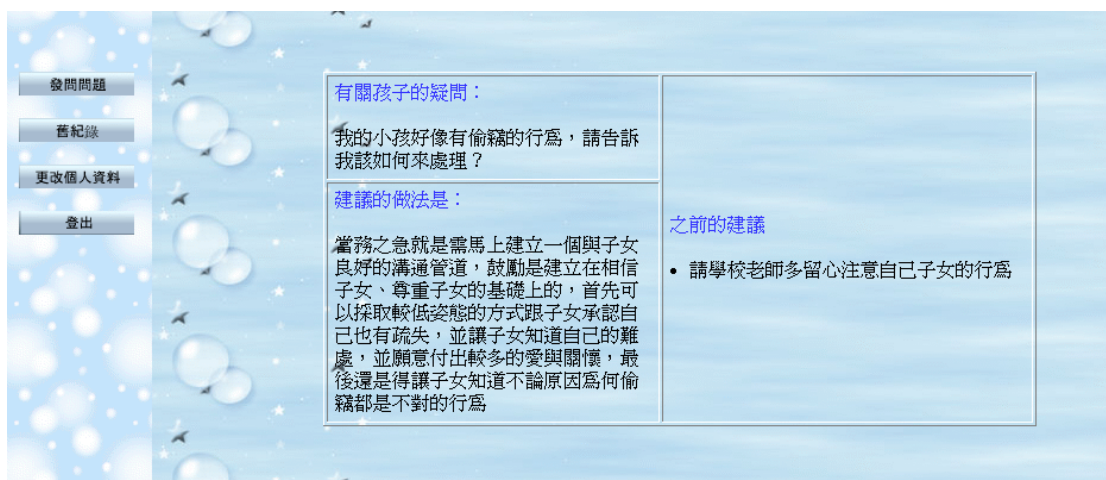 發問問題
舊紀錄
更改個人資料
登出
有關孩子的疑問：
我的小孩好像有偷竊的行為，請告訴
我該如何來處理？
建議的做法是：
當務之急就是需馬上建立一個與子女
良好的溝通管道，鼓勵是建立在相信
子女、尊重子女的基礎上的，首先可
以採取較低姿態的方式跟子女承認自
己也有疏失，並讓子女知道自己的難
處，並願意付出較多的愛與關懷，最
後還是得讓子女知道不論原因為何偷
竊都是不對的行為
之前的建議
• 請學校老師多留心注意自己子女的行為